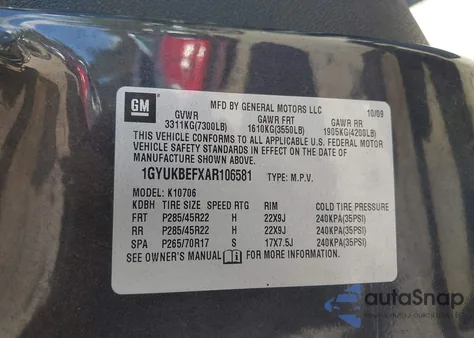 GM
MFD BY GENERAL MOTORS LLC 10/09
GVWR GAWR FRT GAWR RR
3311KG(7300LB) 1610KG(3550LB) 1905KG(4200LB)
THIS VEHICLE CONFORMS TO ALL APPLICABLE U.S. FEDERAL MOTOR
VEHICLE SAFETY STANDARDS IN EFFECT ON THE DATE OF
MANUFACTURE SHOWN ABOVE.
1GYUKBEFXAR106581 TYPE: M.P.V.
MODEL: K10706
KDBH TIRE SIZE SPEED RTG RIM COLD TIRE PRESSURE
FRT P285/45R22 H 22X9J 240KPA(35PSI)
RR P285/45R22 H 22X9J 240KPA(35PSI)
SPA P265/70R17 S 17X7.5J 240KPA(35PSI)
SEE OWNER'S MANUAL FOR MORE INFORMATION.
autoSnap